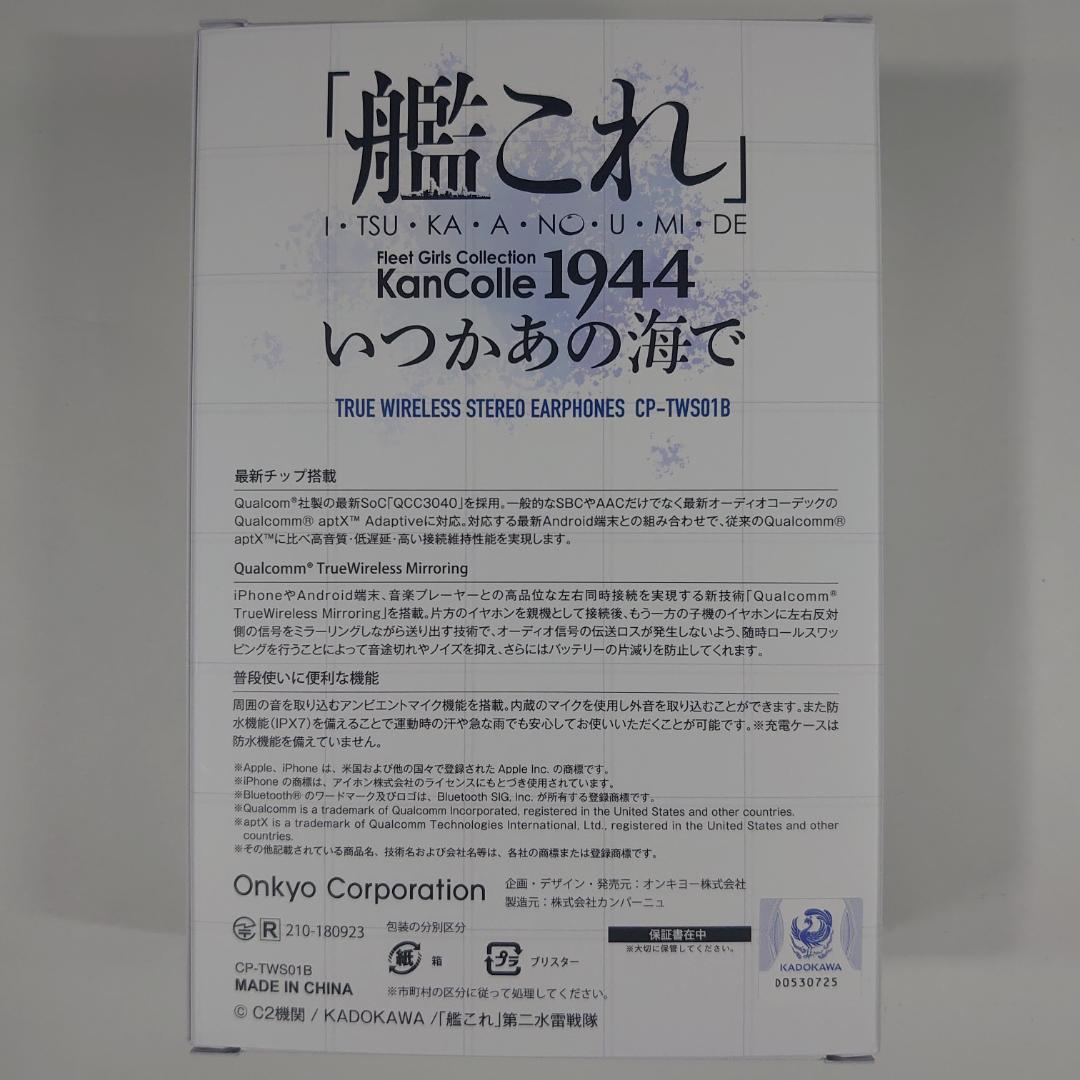 「艦これ」
I・TSU・KA・A・NO・U・MI・DE
Fleet Girls Collection
KanColle 1944
いつかあの海で
TRUE WIRELESS STEREO EARPHONES CP-TWS01B
最新チップ搭載
Qualcom®社製の最新SoC「QCC3040」を採用。一般的なSBCやAACだけでなく最新オーディオコーデックの
Qualcomm® aptX™ Adaptiveに対応。対応する最新Android端末との組み合わせで、従来のQualcomm®
aptX™に比べ高音質・低遅延・高い接続維持性能を実現します。
Qualcomm® TrueWireless Mirroring
iPhoneやAndroid端末、音楽プレーヤーとの高品位な左右同時接続を実現する新技術「Qualcomm®
TrueWireless Mirroring」を搭載。片方のイヤホンを親機として接続後、もう一方の子機のイヤホンに左右反対
側の信号をミラーリングしながら送り出す技術で、オーディオ信号の伝送ロスが発生しないよう、随時ロールスワッ
ピングを行うことによって音途切れやノイズを抑え、さらにはバッテリーの片減りを防止してくれます。
普段使いに便利な機能
周囲の音を取り込むアンビエントマイク機能を搭載。内蔵のマイクを使用し外音を取り込むことができます。また防
水機能（IPX7）を備えることで運動時の汗や急な雨でも安心してお使いいただくことが可能です。※充電ケースは
防水機能を備えていません。
※Apple、iPhone は、米国および他の国々で登録された Apple Inc. の商標です。
※iPhone の商標は、アイホン株式会社のライセンスにもとづき使用されています。
※Bluetooth® のワードマーク及びロゴは、Bluetooth SIG, Inc. が所有する登録商標です。
※Qualcomm is a trademark of Qualcomm Incorporated, registered in the United States and other countries.
※aptX is a trademark of Qualcomm Technologies International, Ltd., registered in the United States and other
countries.
※その他記載されている商品名、技術名および会社名等は、各社の商標または登録商標です。
Onkyo Corporation
企画・デザイン・発売元：オンキヨー株式会社
製造元：株式会社カンパーニュ
R 210-180923
包装の分別区分
紙 箱
プラ ブリスター
※市町村の区分に従って処理してください。
保証書在中
※大切に保管してください。
KADOKAWA
D0530725
CP-TWS01B
MADE IN CHINA
© C2機関 / KADOKAWA /「艦これ」第二水雷戦隊